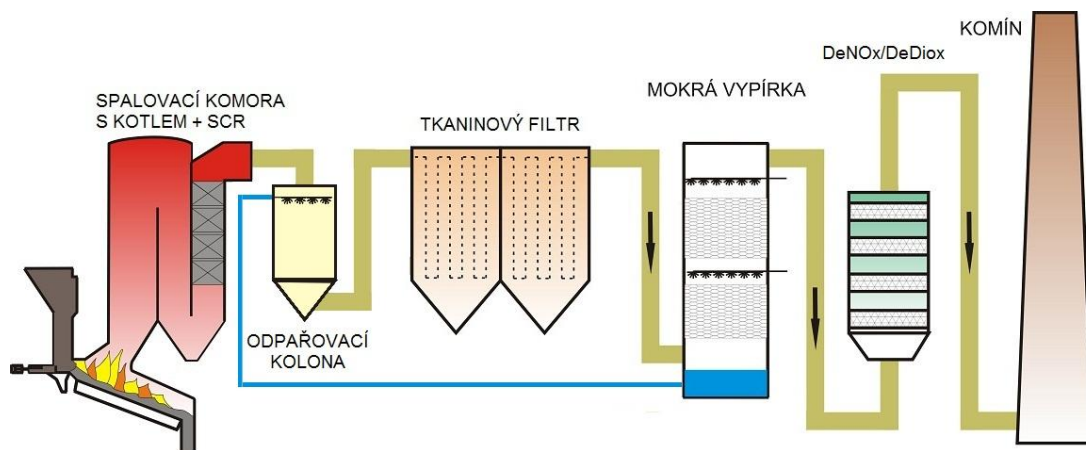 SPALOVACÍ KOMORA
S KOTLEM + SCR
ODPAŘOVACÍ
KOLONA
TKANINOVÝ FILTR
MOKRÁ VYPÍRKA
DeNOx/DeDiox
KOMÍN